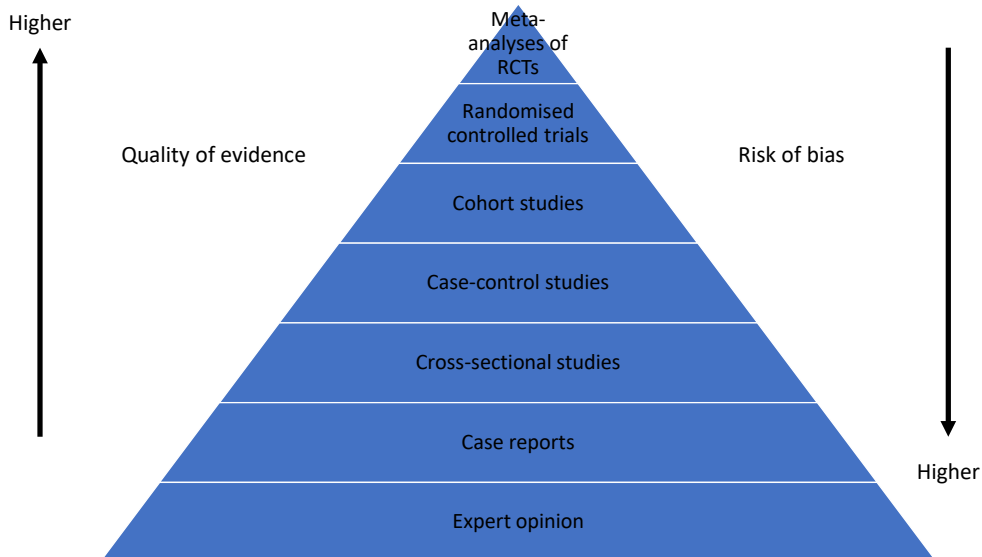 Higher
Meta-
analyses of
RCTs
Randomised
controlled trials
Quality of evidence
Risk of bias
Cohort studies
Case-control studies
Cross-sectional studies
Case reports
Higher
Expert opinion